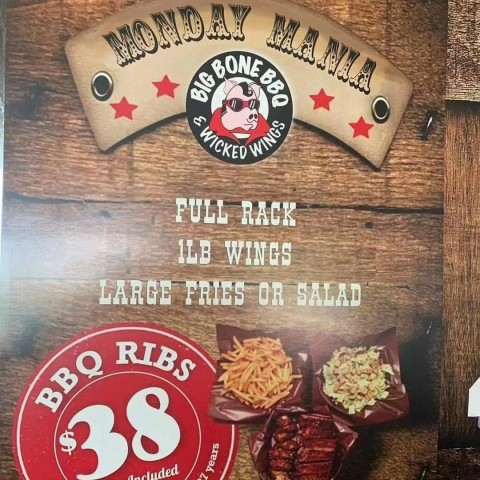 MONDAY MANIA
BIG BONE BBQ
& WICKED WINGS
FULL RACK
1LB WINGS
LARGE FRIES OR SALAD
BBQ RIBS
$38
Included
years